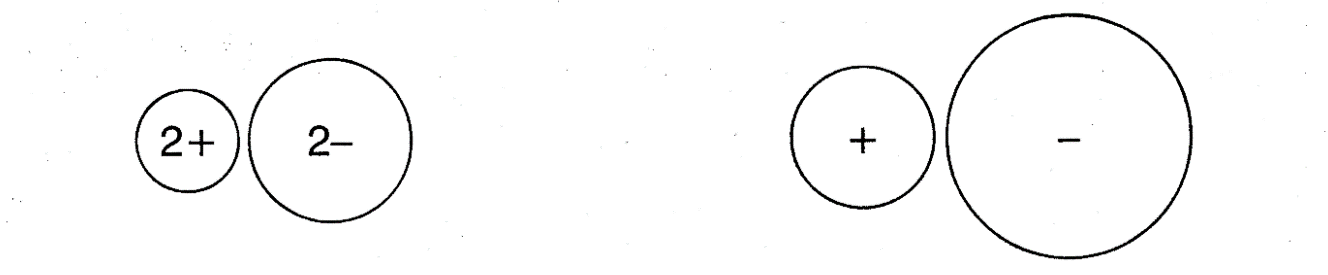 2+ 2– + –